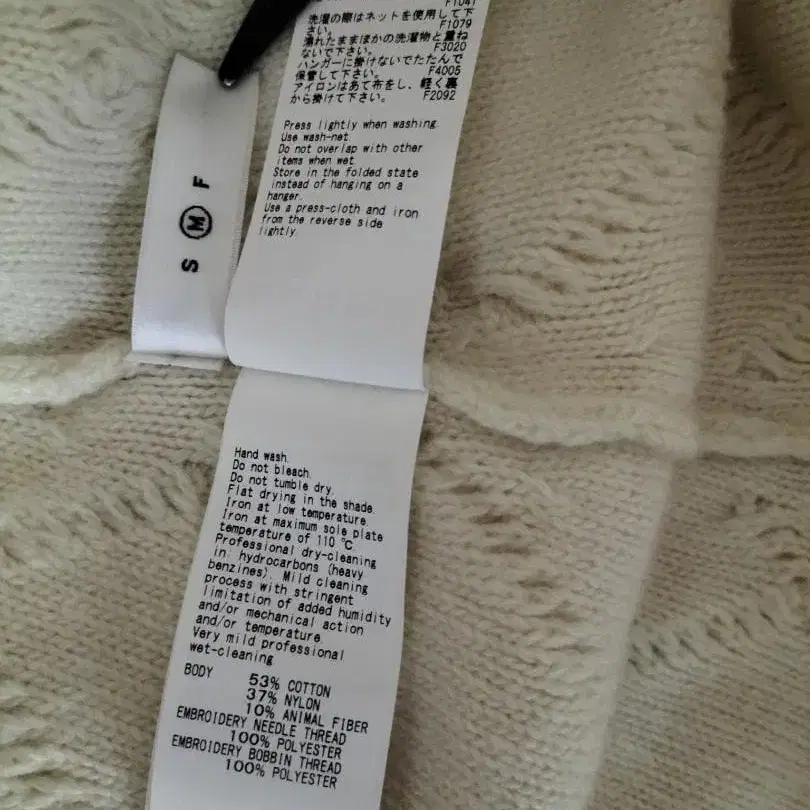 F1041
洗濯の際はネットを使用して下
さい。 F1079
濡れたままほかの洗濯物と重ね
ないで下さい。 F3020
ハンガーに掛けないでたたんで
保管して下さい。 F4005
アイロンはあて布をし、軽く裏
から掛けて下さい。 F2092
Press lightly when washing.
Use wash-net.
Do not overlap with other
items when wet.
Store in the folded state
instead of hanging on a
hanger.
Use a press-cloth and iron
from the reverse side
lightly.
S M F
Hand wash.
Do not bleach.
Do not tumble dry.
Flat drying in the shade.
Iron at low temperature.
Iron at maximum sole plate
temperature of 110 ℃.
Professional dry-cleaning
in: hydrocarbons (heavy
benzines). Mild cleaning
process with stringent
limitation of added humidity
and/or mechanical action
and/or temperature.
Very mild professional
wet-cleaning
BODY
53% COTTON
37% NYLON
10% ANIMAL FIBER
EMBROIDERY NEEDLE THREAD
100% POLYESTER
EMBROIDERY BOBBIN THREAD
100% POLYESTER